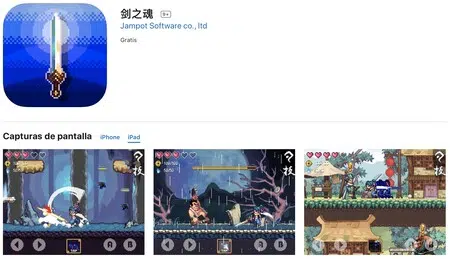 剑之魂 9+
Jampot Software co., ltd
Gratis
Capturas de pantalla iPhone iPad
技
A
B
技
A
B
技
A
B